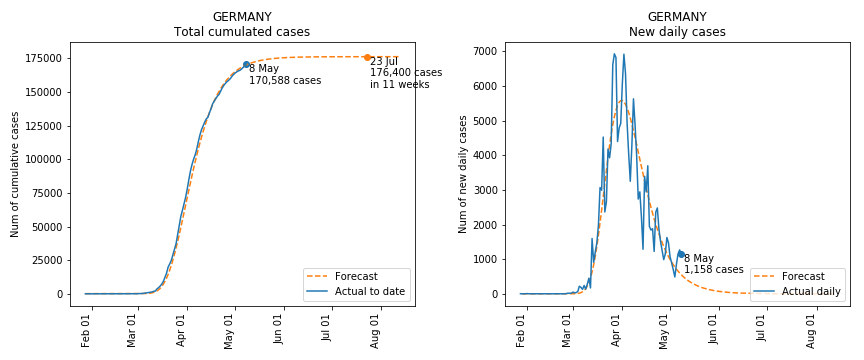 GERMANY
Total cumulated cases
Num of cumulative cases
175000
150000
125000
100000
75000
50000
25000
0
8 May
170,588 cases
23 Jul
176,400 cases
in 11 weeks
Forecast
Actual to date
Feb 01
Mar 01
Apr 01
May 01
Jun 01
Jul 01
Aug 01
GERMANY
New daily cases
Num of new daily cases
7000
6000
5000
4000
3000
2000
1000
0
8 May
1,158 cases
Forecast
Actual daily
Feb 01
Mar 01
Apr 01
May 01
Jun 01
Jul 01
Aug 01